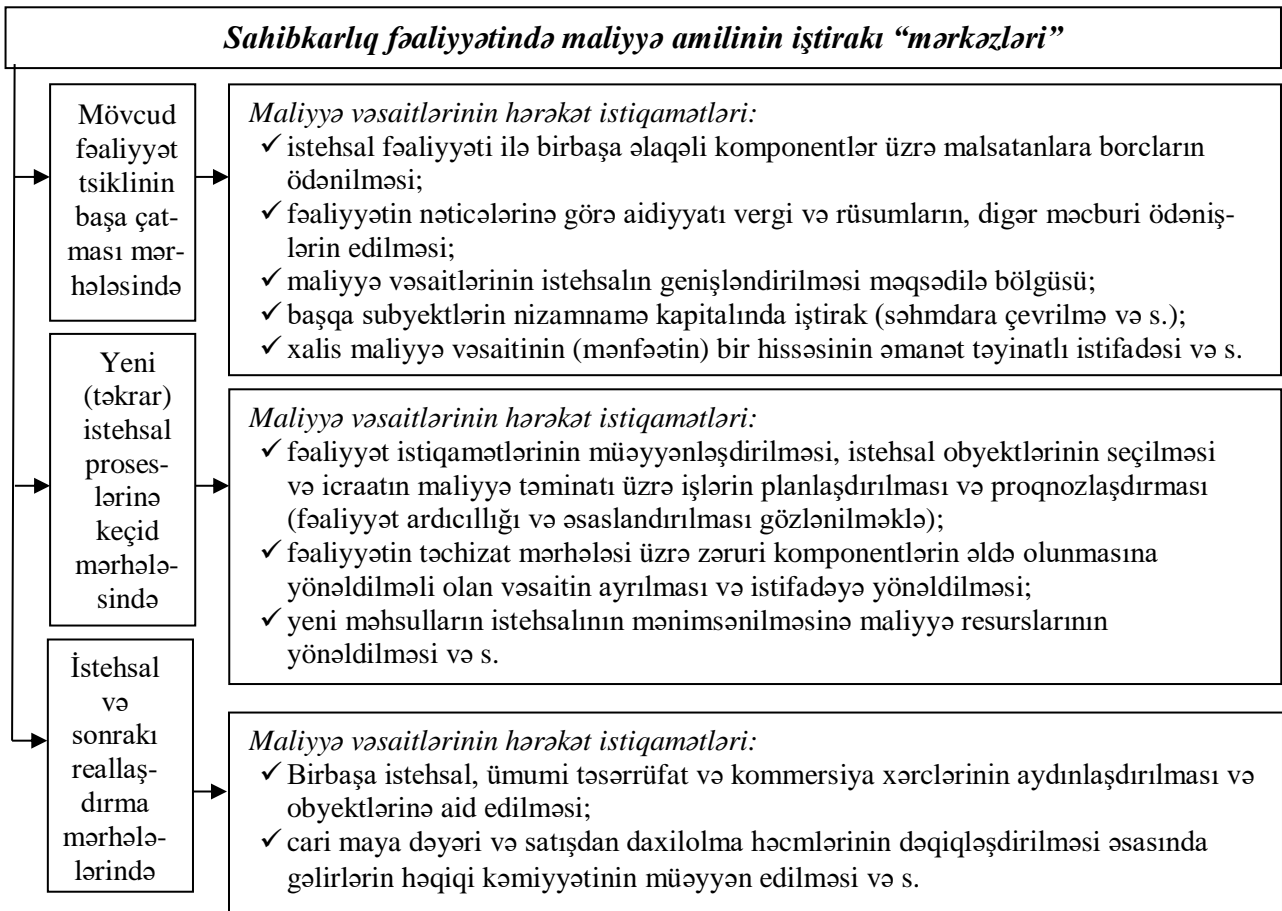 Sahibkarlıq fəaliyyətində maliyyə amilinin iştirakı “mərkəzləri”
Mövcud
fəaliyyət
tsiklinin
başa çat-
ması mər-
hələsində
Maliyyə vəsaitlərinin hərəkət istiqamətləri:
✓ istehsal fəaliyyəti ilə birbaşa əlaqəli komponentlər üzrə malsatanlara borcların
ödənilməsi;
✓ fəaliyyətin nəticələrinə görə aidiyyatı vergi və rüsumların, digər məcburi ödəniş-
lərin edilməsi;
✓ maliyyə vəsaitlərinin istehsalın genişləndirilməsi məqsədilə bölgüsü;
✓ başqa subyektlərin nizamnamə kapitalında iştirak (səhmdara çevrilmə və s.);
✓ xalis maliyyə vəsaitinin (mənfəətin) bir hissəsinin əmanət təyinatlı istifadəsi və s.
Yeni
(təkrar)
istehsal
proses-
lərinə
keçid
mərhələ-
sində
Maliyyə vəsaitlərinin hərəkət istiqamətləri:
✓ fəaliyyət istiqamətlərinin müəyyənləşdirilməsi, istehsal obyektlərinin seçilməsi
və icraatın maliyyə təminatı üzrə işlərin planlaşdırılması və proqnozlaşdırması
(fəaliyyət ardıcıllığı və əsaslandırılması gözlənilməklə);
✓ fəaliyyətin təchizat mərhələsi üzrə zəruri komponentlərin əldə olunmasına
yönəldilməli olan vəsaitin ayrılması və istifadəyə yönəldilməsi;
✓ yeni məhsulların istehsalının mənimsənilməsinə maliyyə resurslarının
yönəldilməsi və s.
İstehsal
və
sonrakı
reallaş-
dırma
mərhələ-
lərində
Maliyyə vəsaitlərinin hərəkət istiqamətləri:
✓ Birbaşa istehsal, ümumi təsərrüfat və kommersiya xərclərinin aydınlaşdırılması və
obyektlərinə aid edilməsi;
✓ cari maya dəyəri və satışdan daxilolma həcmlərinin dəqiqləşdirilməsi əsasında
gəlirlərin həqiqi kəmiyyətinin müəyyən edilməsi və s.